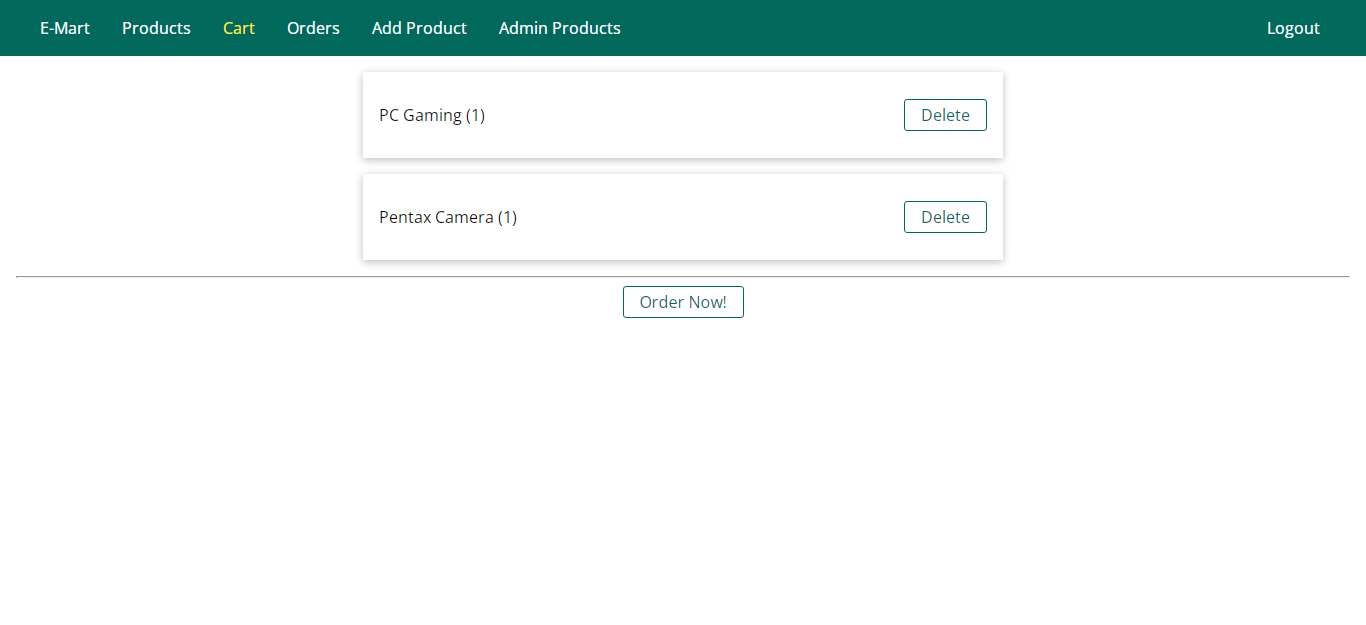 E-Mart Products Cart Orders Add Product Admin Products Logout
PC Gaming (1) Delete
Pentax Camera (1) Delete
Order Now!